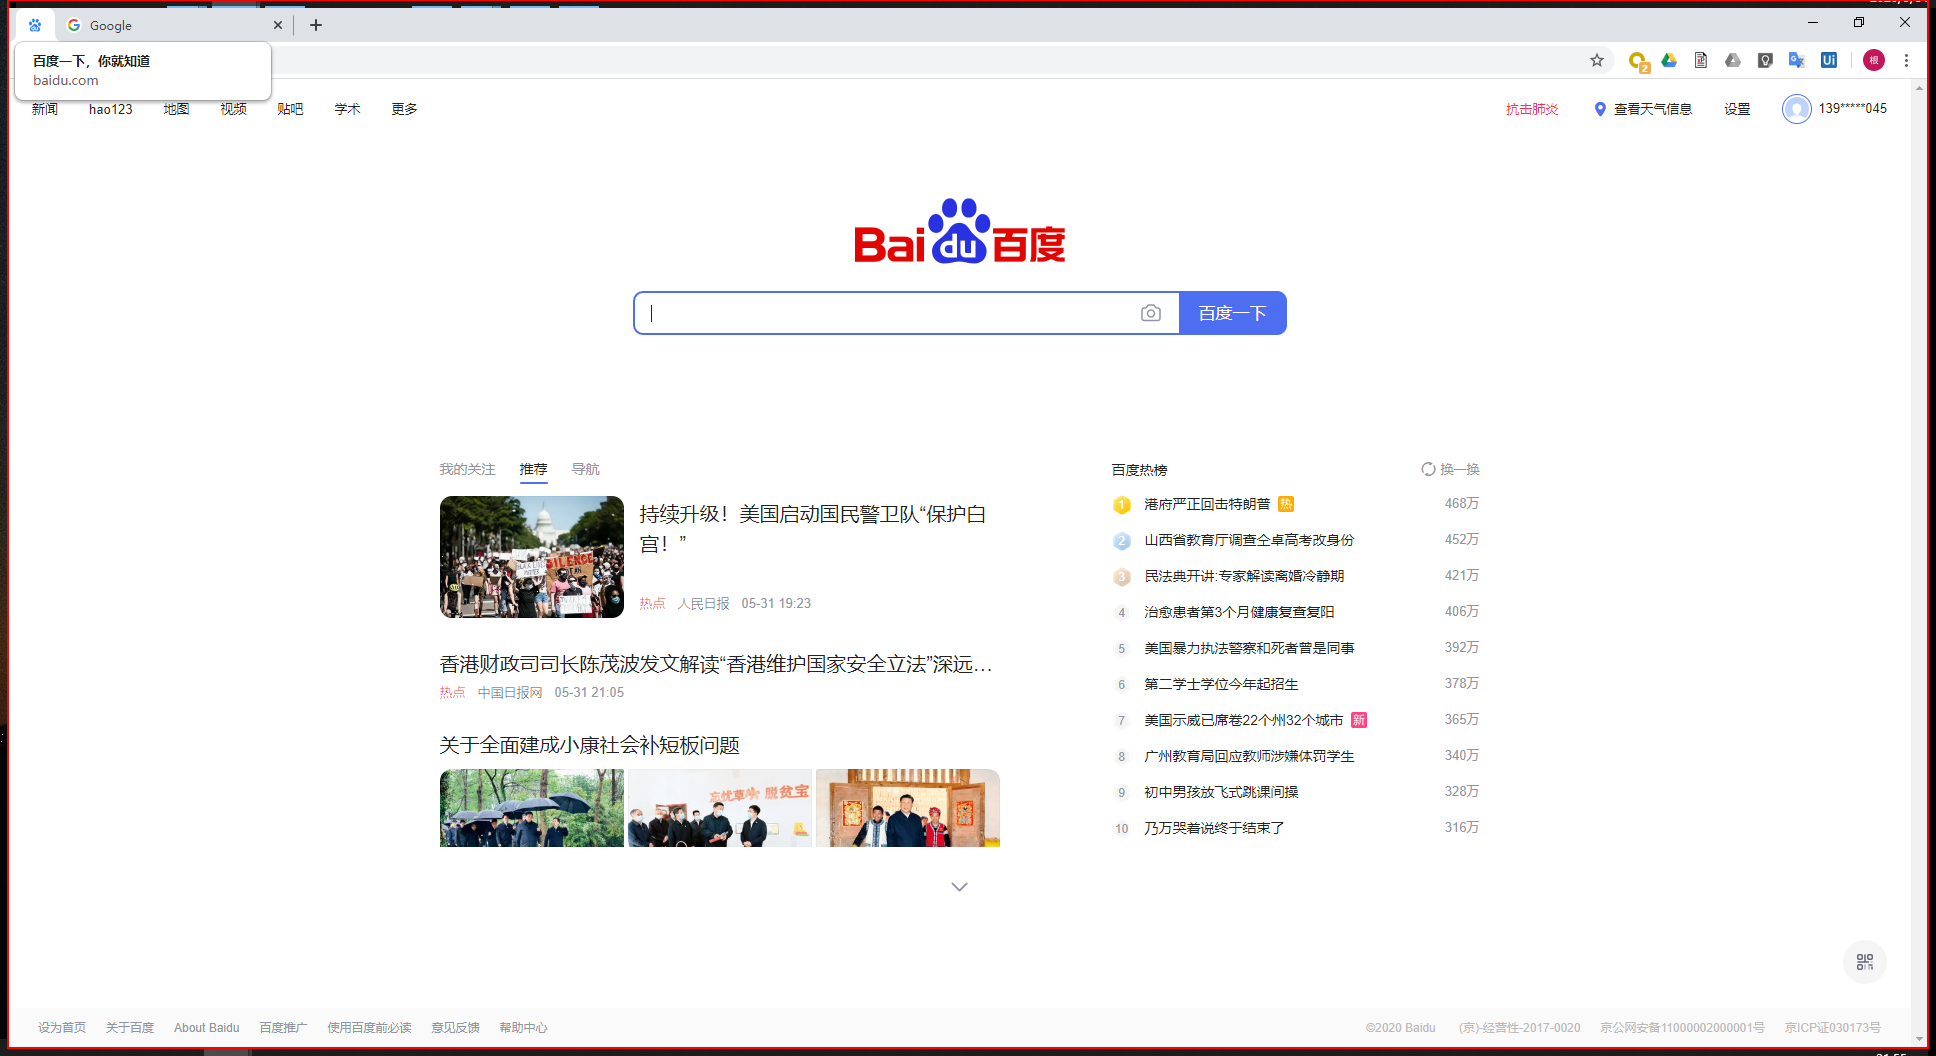 Google
百度一下，你就知道
baidu.com
2
Ui
根
新闻 hao123 地图 视频 贴吧 学术 更多
抗击肺炎 查看天气信息 设置 139*****045
Bai du 百度
百度一下
我的关注 推荐 导航
持续升级！美国启动国民警卫队“保护白
宫！”
热点 人民日报 05-31 19:23
SILENCE
香港财政司司长陈茂波发文解读“香港维护国家安全立法”深远...
热点 中国日报网 05-31 21:05
关于全面建成小康社会补短板问题
忘忧草 脱贫宝
百度热榜 换一换
1 港府严正回击特朗普 热 468万
2 山西省教育厅调查仝卓高考改身份 452万
3 民法典开讲:专家解读离婚冷静期 421万
4 治愈患者第3个月健康复查复阳 406万
5 美国暴力执法警察和死者曾是同事 392万
6 第二学士学位今年起招生 378万
7 美国示威已席卷22个州32个城市 新 365万
8 广州教育局回应教师涉嫌体罚学生 340万
9 初中男孩放飞式跳课间操 328万
10 乃万哭着说终于结束了 316万
设为首页 关于百度 About Baidu 百度推广 使用百度前必读 意见反馈 帮助中心
©2020 Baidu (京)-经营性-2017-0020 京公网安备11000002000001号 京ICP证030173号